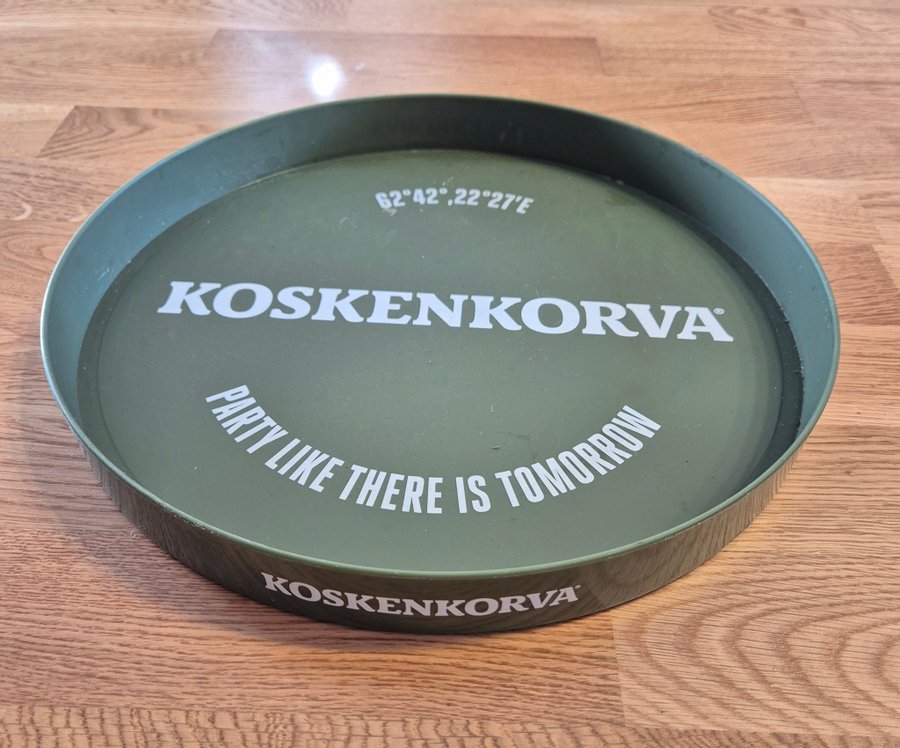 62°42°,22°27'E
KOSKENKORVA®
PARTY LIKE THERE IS TOMORROW
KOSKENKORVA